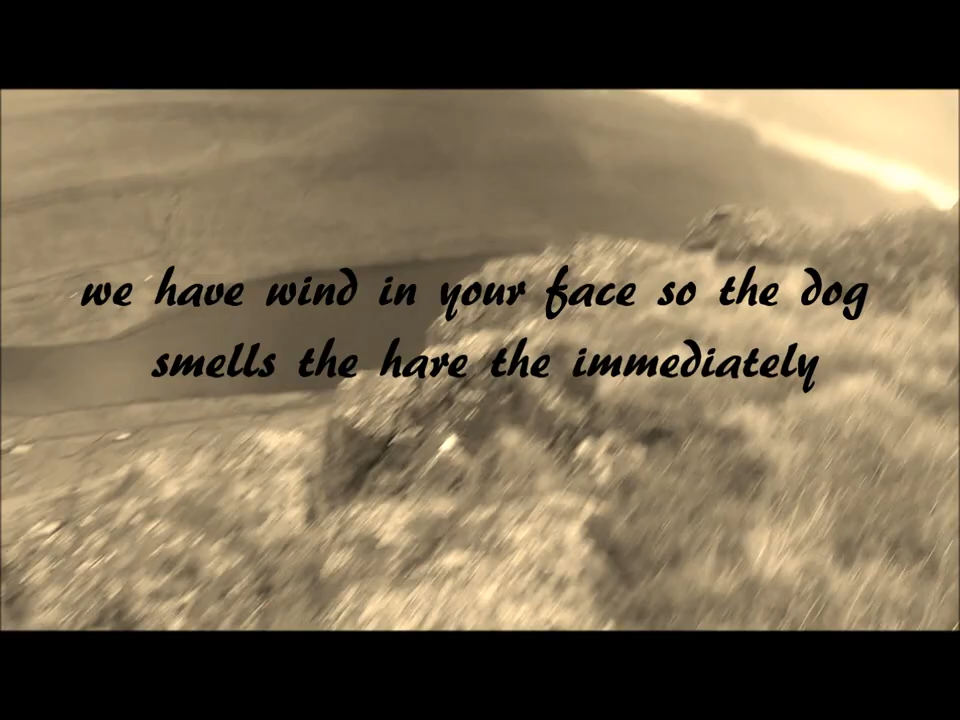 we have wind in your face so the dog
smells the hare the immediately